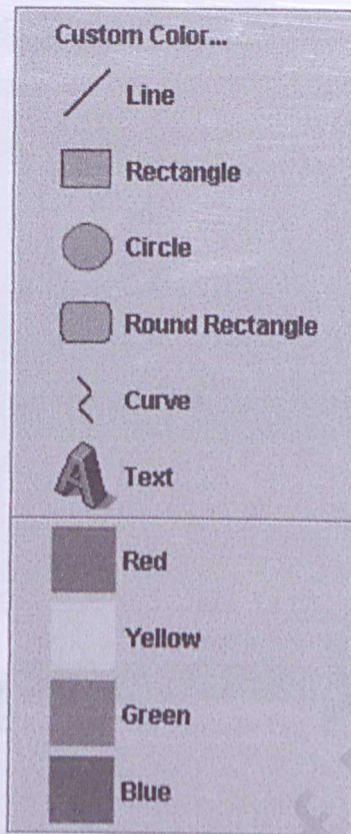 Custom Color...
Line
Rectangle
Circle
Round Rectangle
Curve
Text
Red
Yellow
Green
Blue